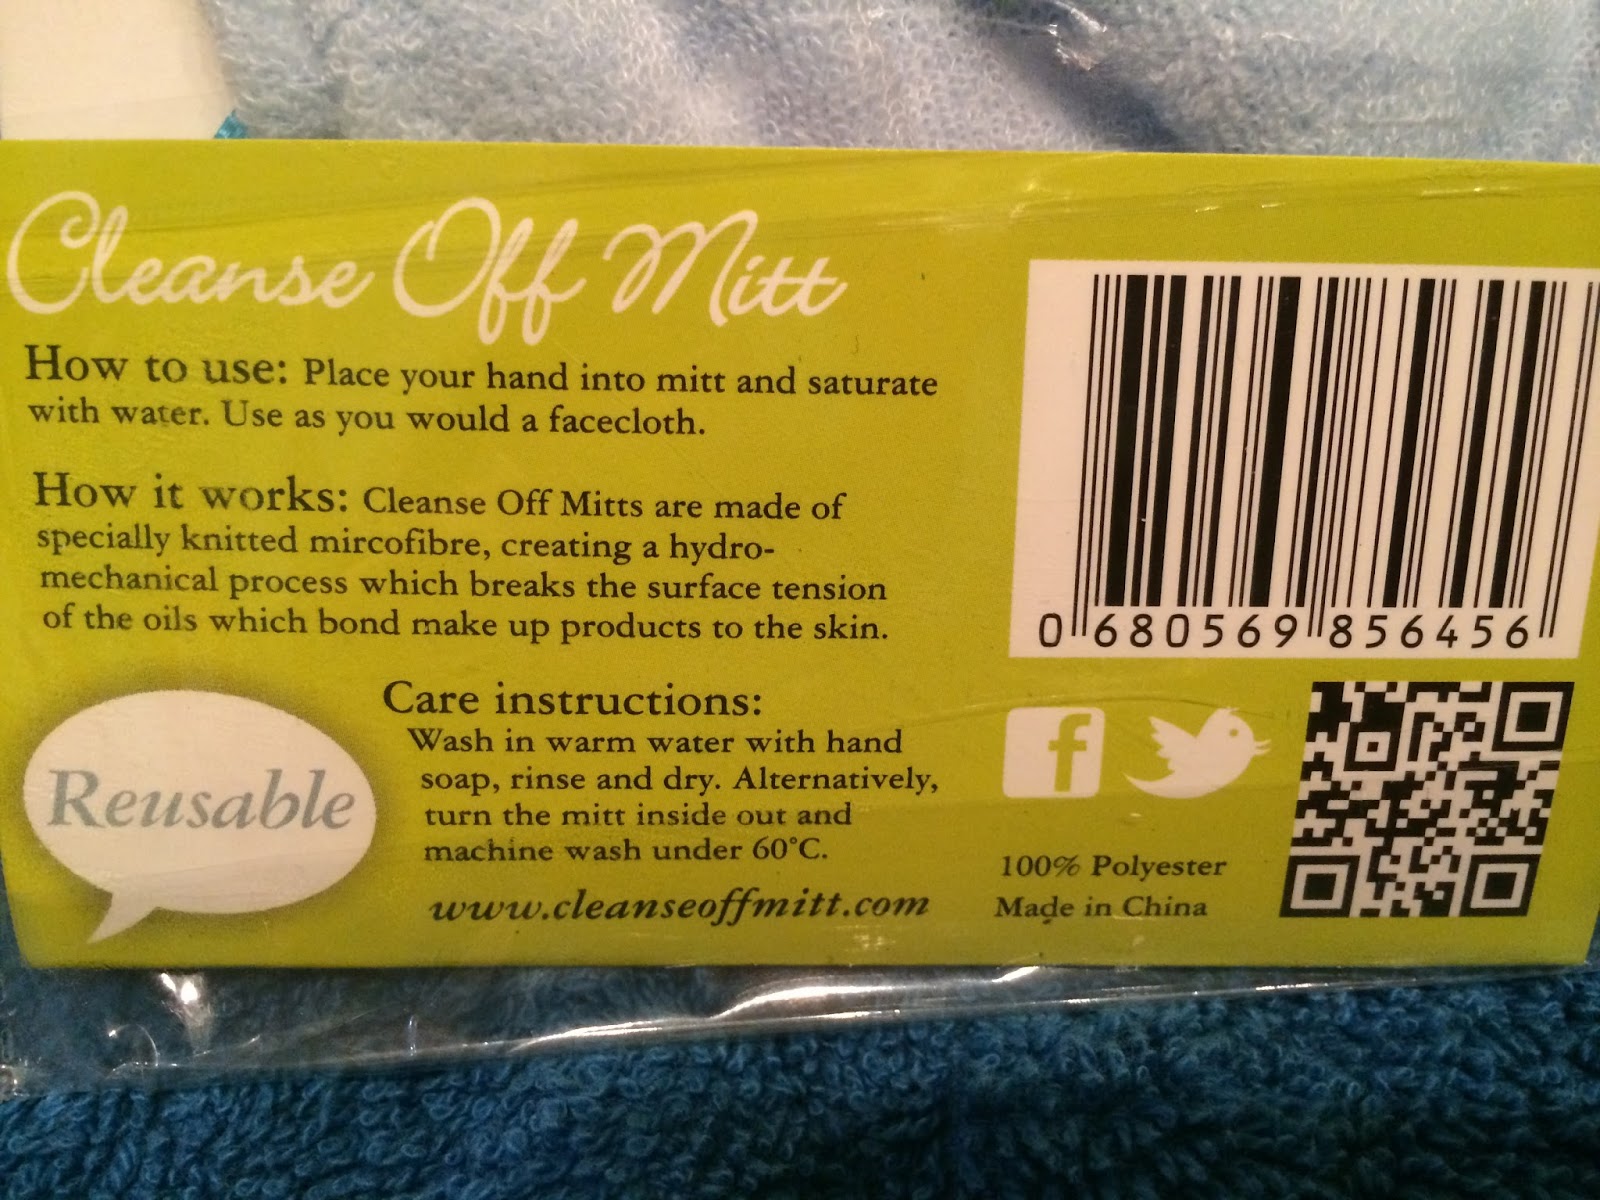 Cleanse Off Mitt
How to use: Place your hand into mitt and saturate
with water. Use as you would a facecloth.
How it works: Cleanse Off Mitts are made of
specially knitted mircofibre, creating a hydro-
mechanical process which breaks the surface tension
of the oils which bond make up products to the skin.
Reusable
Care instructions:
Wash in warm water with hand
soap, rinse and dry. Alternatively,
turn the mitt inside out and
machine wash under 60°C.
www.cleanseoffmitt.com
0 680569 856456
f
100% Polyester
Made in China